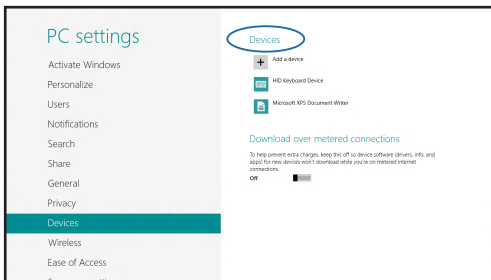 PC settings
Activate Windows
Personalize
Users
Notifications
Search
Share
General
Privacy
Devices
Wireless
Ease of Access
Devices
Add a device
HID Keyboard Device
Microsoft XPS Document Writer
Download over metered connections
To help prevent extra charges, keep this off so device software (drivers, info, and
apps) for new devices won't download while you're on metered Internet
connections.
Off